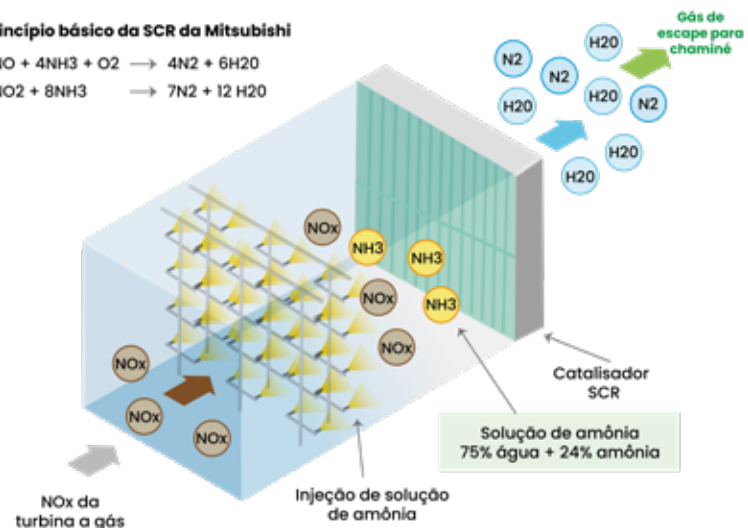 incípio básico da SCR da Mitsubishi
NO + 4NH3 + O2 → 4N2 + 6H20
NO2 + 8NH3 → 7N2 + 12 H20
Gás de
escape para
chaminé
H20
N2
N2
H20
H20
N2
H20
H20
NOx
NH3
NH3
NOx
NH3
NOx
NOx
NOx
NOx
Catalisador
SCR
Solução de amônia
75% água + 24% amônia
Injeção de solução
de amônia
NOx da
turbina a gás